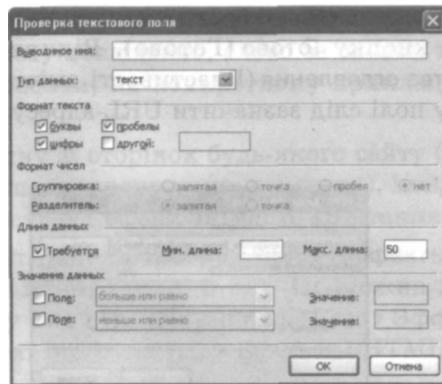 Проверка текстового поля
Выводное имя:
Тип данных: текст
Формат текста
буквы пробелы
цифры другой:
Формат чисел
Группировка: запятая точка пробел нет
Разделитель: запятая точка
Длина данных
Требуется Мин. длина: Макс. длина: 50
Значение данных
Поле: больше или равно Значение:
Поле: меньше или равно Значение:
OK Отмена